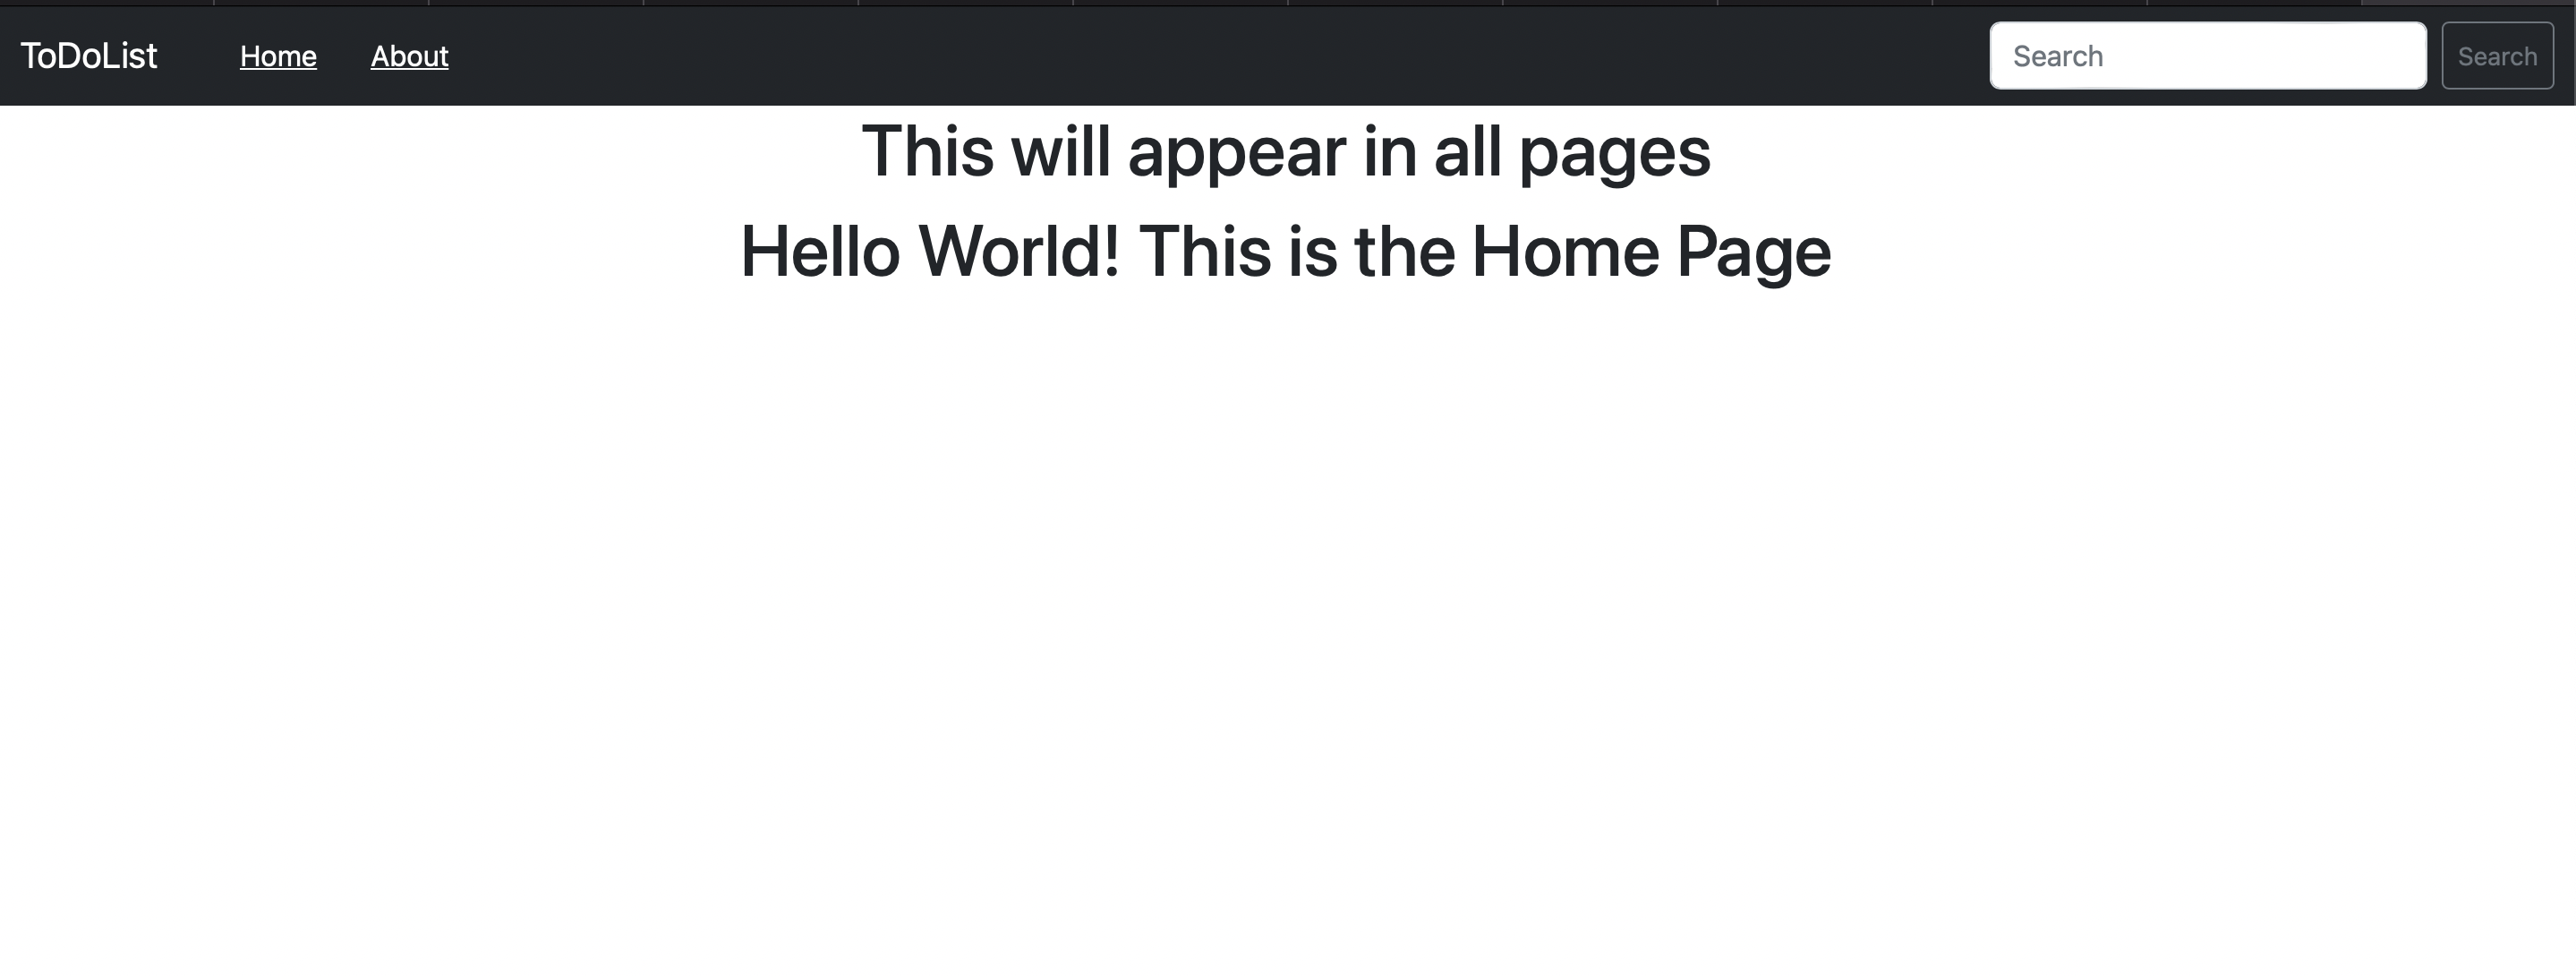 ToDoList Home About Search Search
This will appear in all pages
Hello World! This is the Home Page